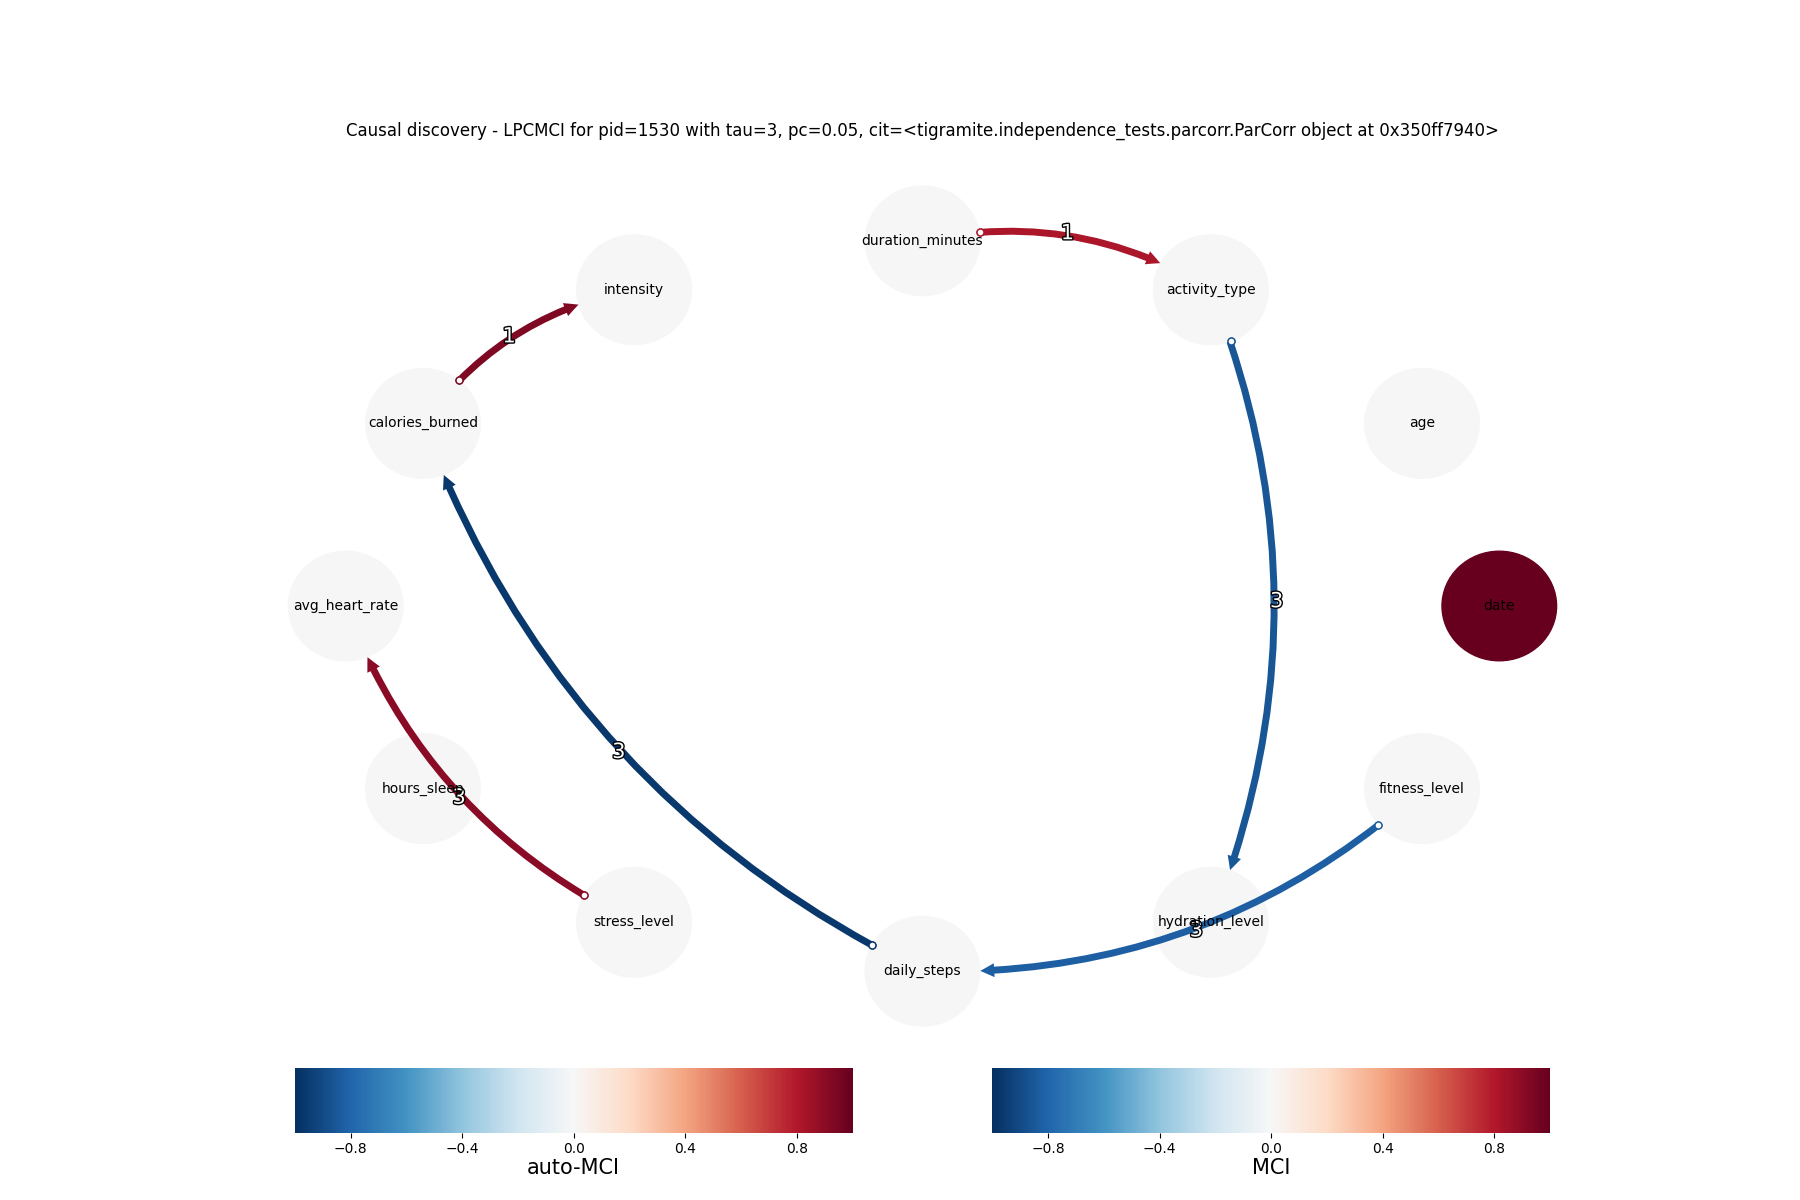 Causal discovery - LPCMCI for pid=1530 with tau=3, pc=0.05, cit=<tigramite.independence_tests.parcorr.ParCorr object at 0x350ff7940>
duration_minutes
1
intensity
activity_type
1
calories_burned
age
3
avg_heart_rate
date
3
hours_sleep
3
fitness_level
stress_level
hydration_level
3
daily_steps
−0.8 −0.4 0.0 0.4 0.8
auto-MCI
−0.8 −0.4 0.0 0.4 0.8
MCI